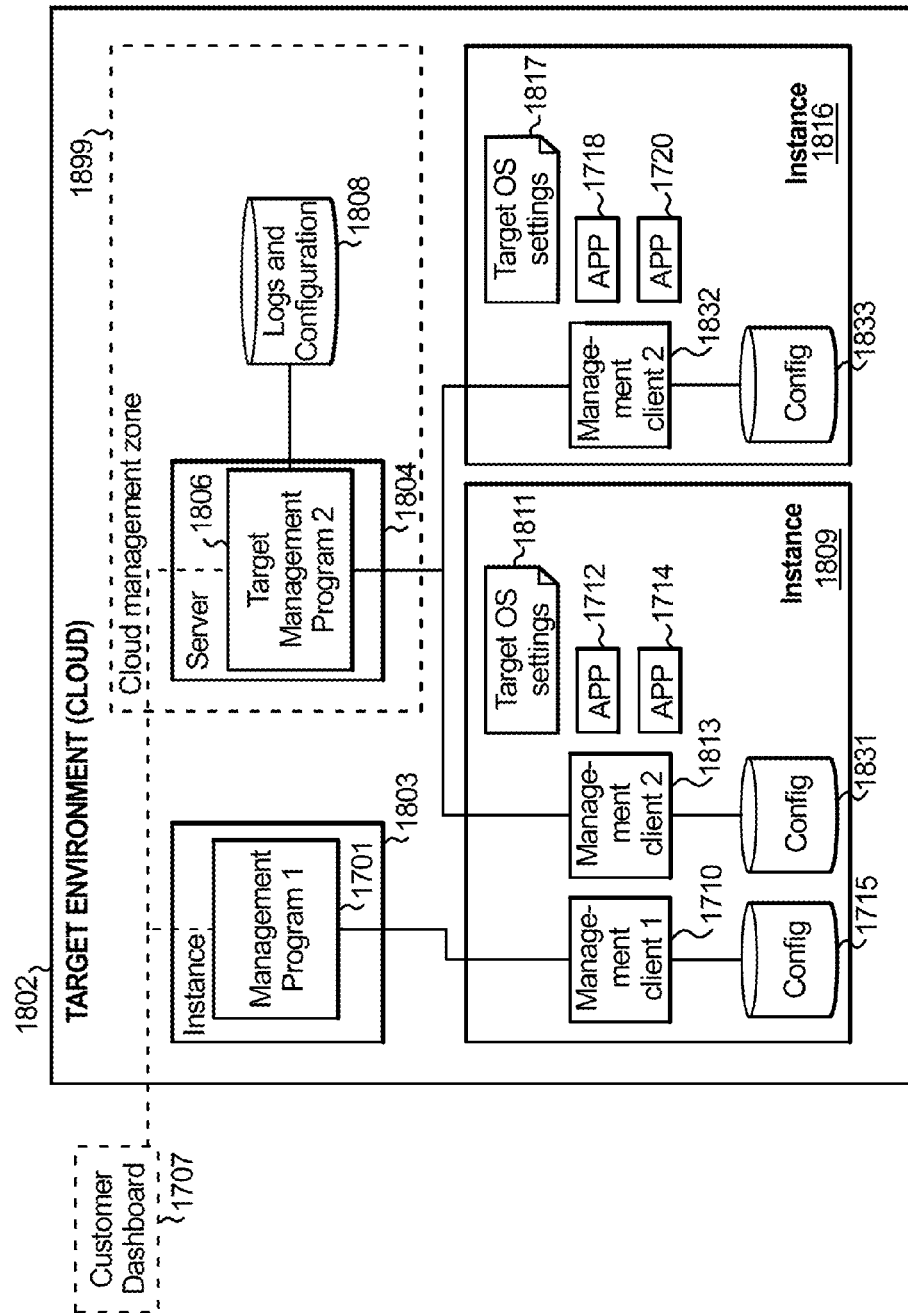 1802
TARGET ENVIRONMENT (CLOUD)
Customer
Dashboard
1707
Instance
Management
Program 1
1701
1803
Cloud management zone
1899
Server
1806
Target
Management
Program 2
1804
Logs and
Configuration
1808
Manage-
ment
client 1
1710
Config
1715
Manage-
ment
client 2
1813
Config
1831
Target OS
settings
1811
APP
1712
APP
1714
Instance
1809
Manage-
ment
client 2
1832
Config
1833
Target OS
settings
1817
APP
1718
APP
1720
Instance
1816